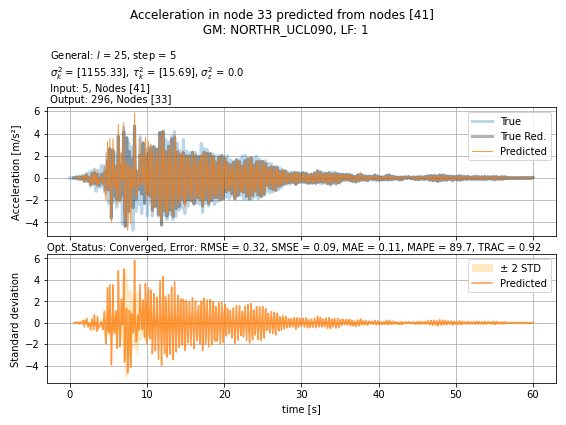 Acceleration in node 33 predicted from nodes [41]
GM: NORTHR_UCL090, LF: 1
General: l = 25, step = 5
σ²_k = [1155.33], τ²_k = [15.69], σ²_ε = 0.0
Input: 5, Nodes [41]
Output: 296, Nodes [33]
6
4
2
0
−2
−4
Acceleration [m/s²]
True
True Red.
Predicted
Opt. Status: Converged, Error: RMSE = 0.32, SMSE = 0.09, MAE = 0.11, MAPE = 89.7, TRAC = 0.92
6
4
2
0
−2
−4
Standard deviation
± 2 STD
Predicted
0 10 20 30 40 50 60
time [s]